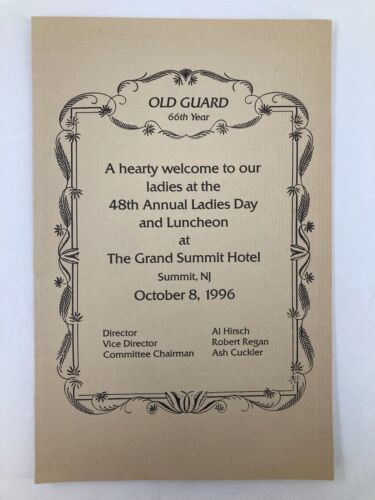 OLD GUARD
66th Year
A hearty welcome to our
ladies at the
48th Annual Ladies Day
and Luncheon
at
The Grand Summit Hotel
Summit, NJ
October 8, 1996
Director Al Hirsch
Vice Director Robert Regan
Committee Chairman Ash Cuckler